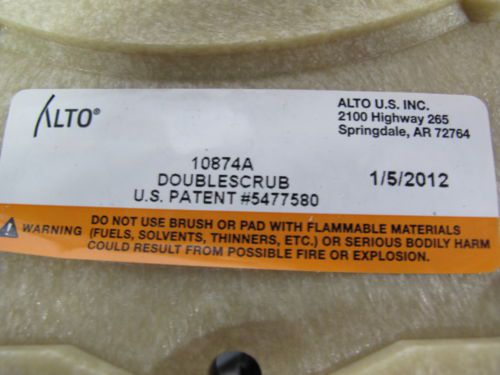 ALTO®
ALTO U.S. INC.
2100 Highway 265
Springdale, AR 72764
10874A
DOUBLESCRUB
1/5/2012
U.S. PATENT #5477580
WARNING
DO NOT USE BRUSH OR PAD WITH FLAMMABLE MATERIALS
(FUELS, SOLVENTS, THINNERS, ETC.) OR SERIOUS BODILY HARM
COULD RESULT FROM POSSIBLE FIRE OR EXPLOSION.